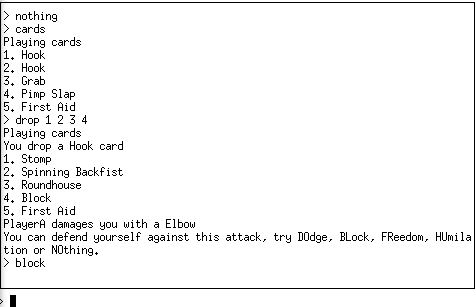 > nothing
> cards
Playing cards
1. Hook
2. Hook
3. Grab
4. Pimp Slap
5. First Aid
> drop 1 2 3 4
Playing cards
You drop a Hook card
1. Stomp
2. Spinning Backfist
3. Roundhouse
4. Block
5. First Aid
PlayerA damages you with a Elbow
You can defend yourself against this attack, try DOdge, BLock, FReedom, HUmila
tion or NOthing.
> block
>